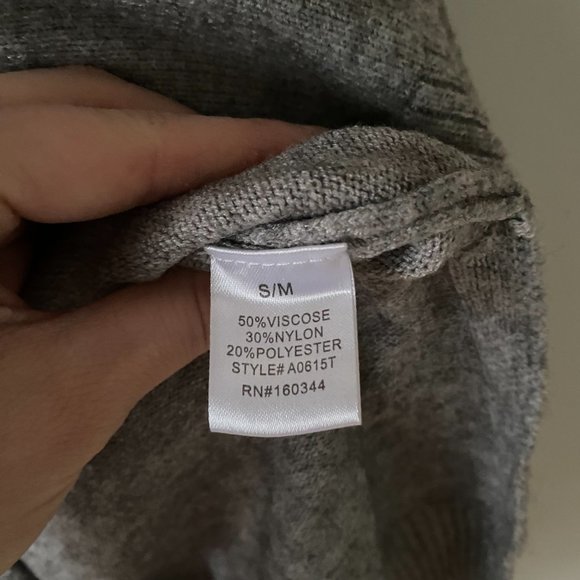 S/M
50%VISCOSE
30%NYLON
20%POLYESTER
STYLE# A0615T
RN#160344